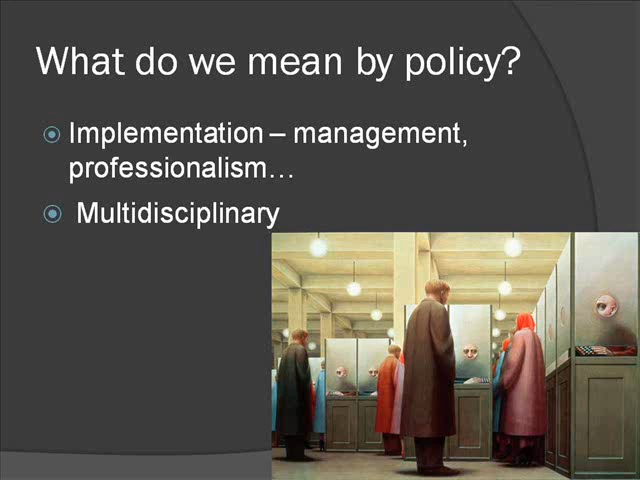 What do we mean by policy?
Implementation – management,
professionalism…
Multidisciplinary